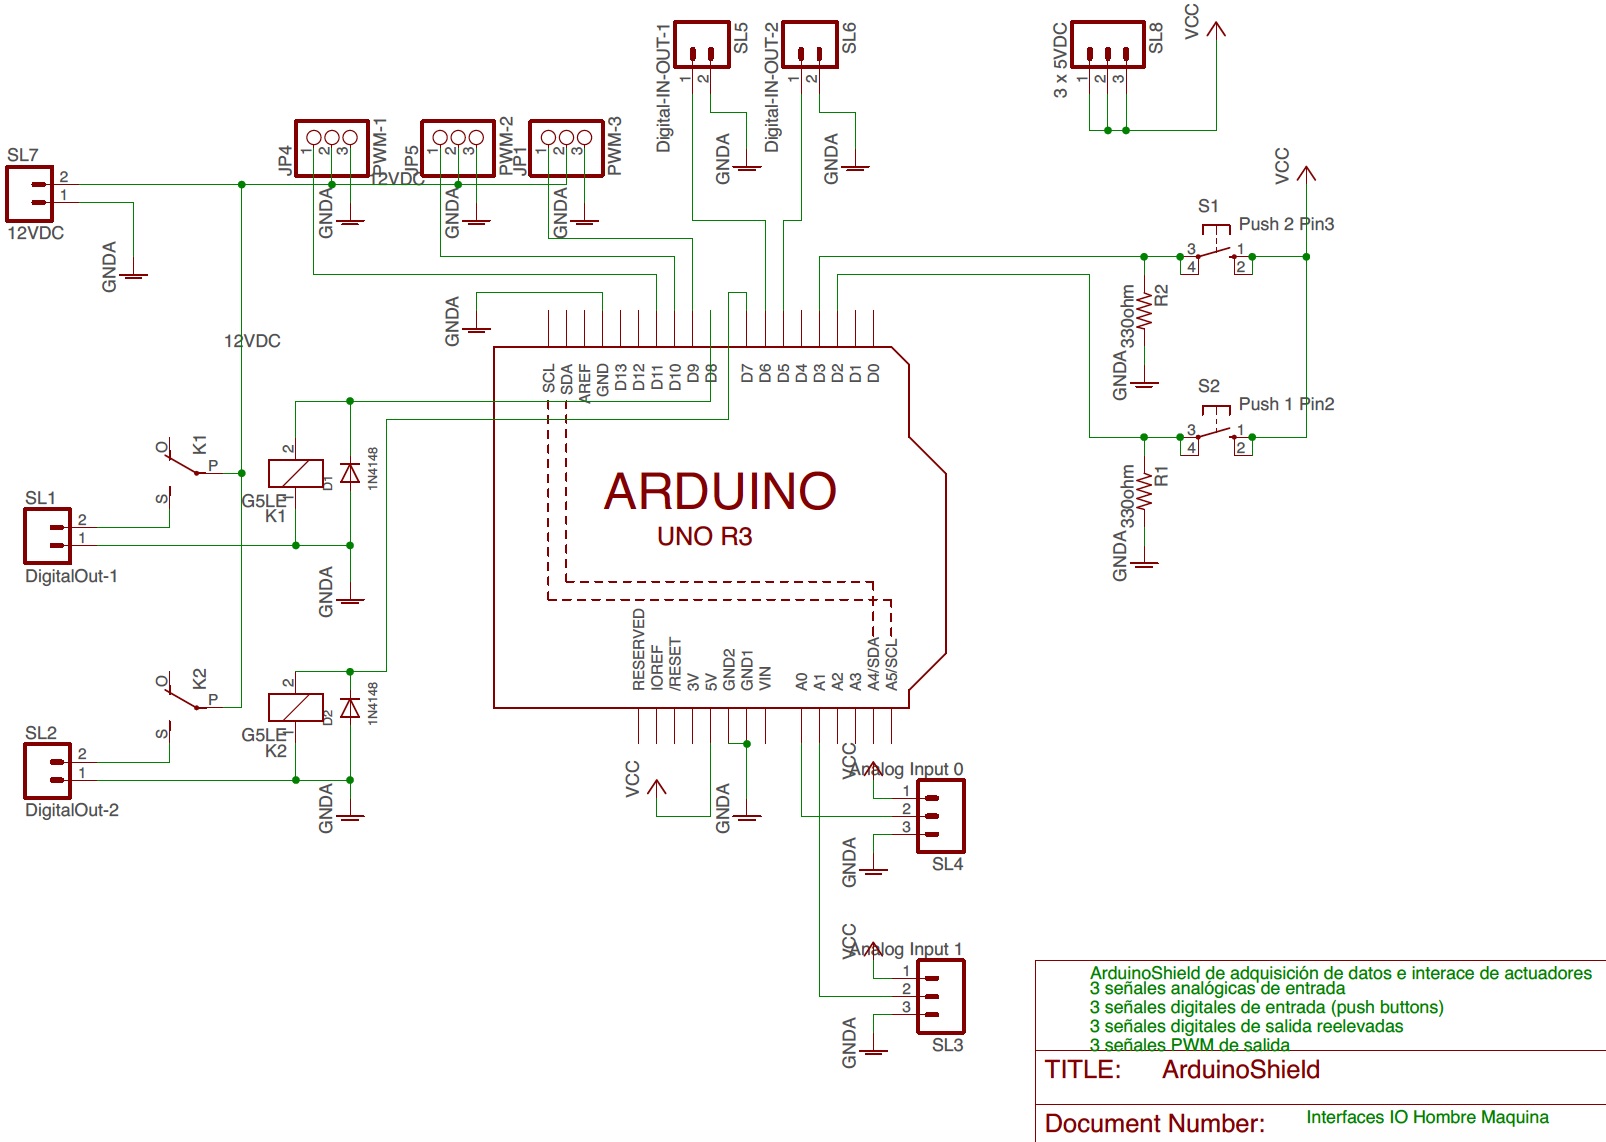 Digital-IN-OUT-1
1
2
SL5
Digital-IN-OUT-2
1
2
SL6
3 x 5VDC
1
2
3
SL8
VCC
GNDA
GNDA
JP4
1
2
3
PWM-1
JP5
1
2
3
PWM-2
JP1
1
2
3
PWM-3
12VDC
GNDA
GNDA
GNDA
SL7
2
1
12VDC
GNDA
12VDC
GNDA
VCC
S1
Push 2 Pin3
3
4
1
2
330ohm
R2
GNDA
S2
Push 1 Pin2
3
4
1
2
330ohm
R1
GNDA
SCL
SDA
AREF
GND
D13
D12
D11
D10
D9
D8
D7
D6
D5
D4
D3
D2
D1
D0
ARDUINO
UNO R3
RESERVED
IOREF
/RESET
3V
5V
GND2
GND1
VIN
A0
A1
A2
A3
A4/SDA
A5/SCL
O
K1
P
S
2
1
G5LE
K1
D1
1N4148
SL1
2
1
DigitalOut-1
GNDA
O
K2
P
S
2
1
G5LE
K2
D2
1N4148
SL2
2
1
DigitalOut-2
GNDA
VCC
GNDA
VCC
Analog Input 0
1
2
3
GNDA
SL4
VCC
Analog Input 1
1
2
3
GNDA
SL3
ArduinoShield de adquisición de datos e interace de actuadores
3 señales analógicas de entrada
3 señales digitales de entrada (push buttons)
3 señales digitales de salida reelevadas
3 señales PWM de salida
TITLE: ArduinoShield
Document Number: Interfaces IO Hombre Maquina